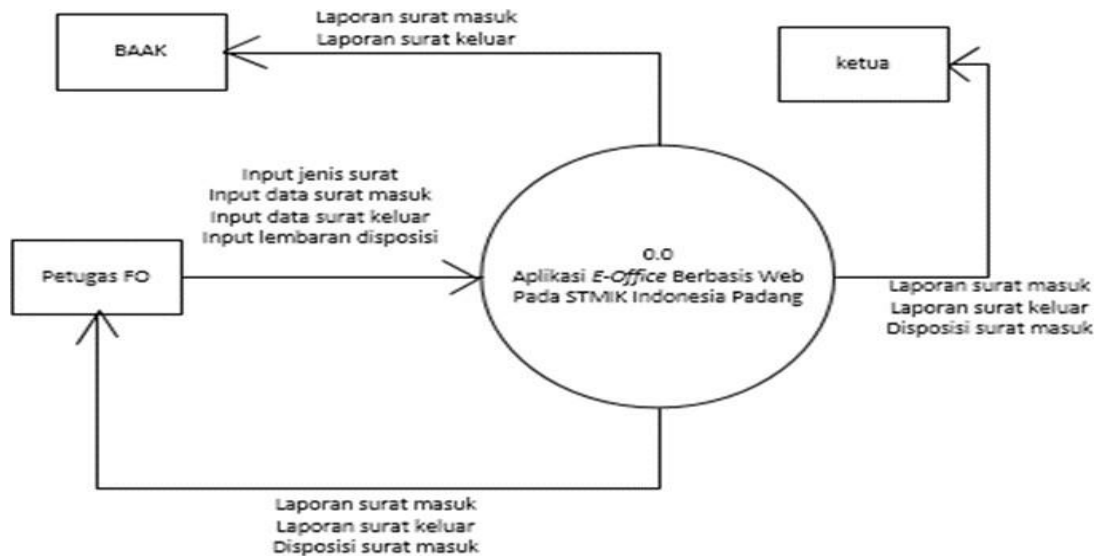 Laporan surat masuk
Laporan surat keluar
BAAK
ketua
Input jenis surat
Input data surat masuk
Input data surat keluar
Input lembaran disposisi
Petugas FO
0.0
Aplikasi E-Office Berbasis Web
Pada STMIK Indonesia Padang
Laporan surat masuk
Laporan surat keluar
Disposisi surat masuk
Laporan surat masuk
Laporan surat keluar
Disposisi surat masuk